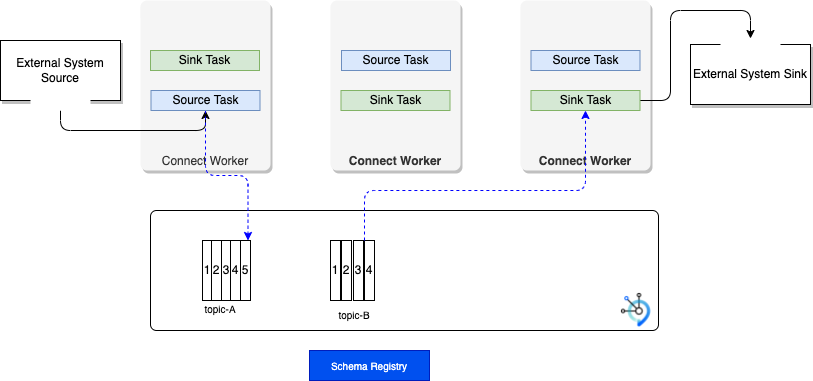 External System
Source
Sink Task
Source Task
Connect Worker
Source Task
Sink Task
Connect Worker
Source Task
Sink Task
Connect Worker
External System Sink
1 2 3 4 5
topic-A
1 2 3 4
topic-B
Schema Registry